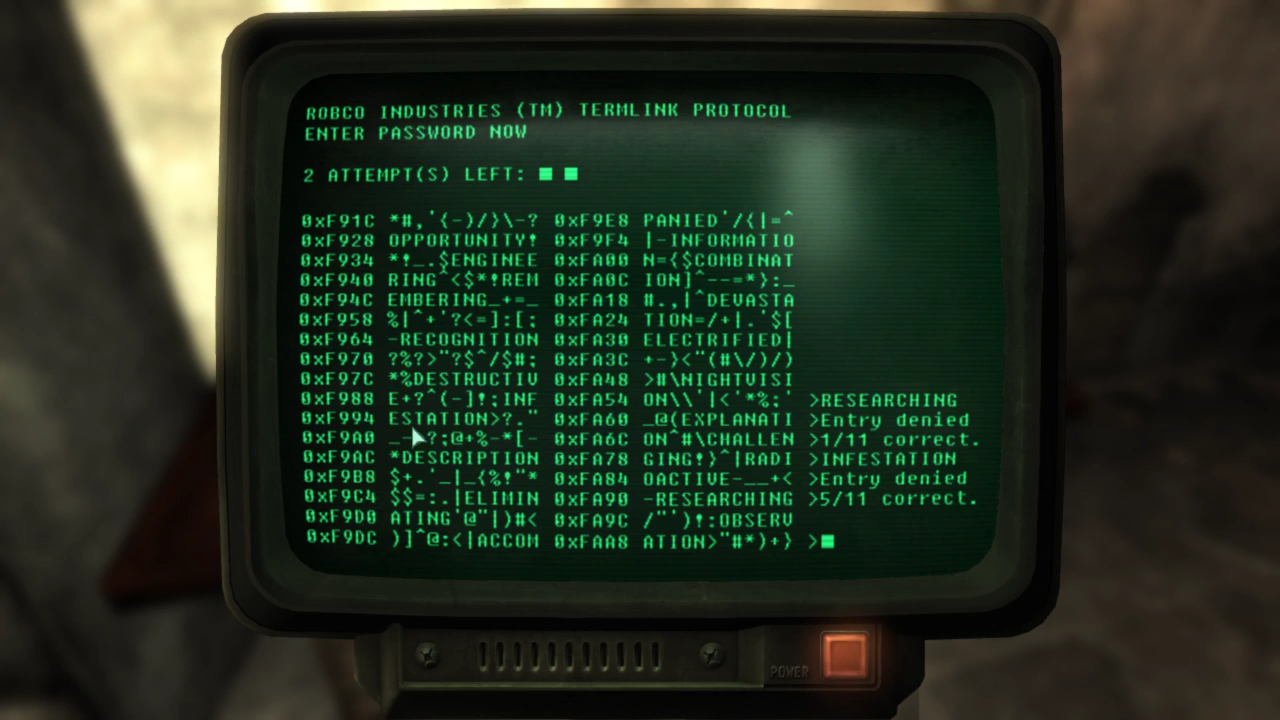 ROBCO INDUSTRIES (TM) TERMLINK PROTOCOL
ENTER PASSWORD NOW
2 ATTEMPT(S) LEFT: ■ ■
0xF91C *#,'{-)/}\-? 0xF9E8 PANIED'/{|=^
0xF928 OPPORTUNITY! 0xF9F4 |-INFORMATIO
0xF934 *!_.$ENGINEE 0xFA00 N={$COMBINAT
0xF940 RING^<$*!REM 0xFA0C ION]^--=*}:_
0xF94C EMBERING_+=_ 0xFA18 #.,|^DEVASTA
0xF958 %|^+'?<=]:[; 0xFA24 TION=/+|.'$[
0xF964 -RECOGNITION 0xFA30 ELECTRIFIED|
0xF970 ?%?>"?$^/$#; 0xFA3C +-}<"(#\/)/)
0xF97C *%DESTRUCTIV 0xFA48 >#\NIGHTVISI
0xF988 E+?^(-]!;INF 0xFA54 ON\\'|<'*%;' >RESEARCHING
0xF994 ESTATION>?." 0xFA60 _@(EXPLANATI >Entry denied
0xF9A0 _-?;@+%-*[- 0xFA6C ON^#\CHALLEN >1/11 correct.
0xF9AC *DESCRIPTION 0xFA78 GING!}^|RADI >INFESTATION
0xF9B8 $+.'_|_{%!"* 0xFA84 OACTIVE-__+< >Entry denied
0xF9C4 $$=:.|ELIMIN 0xFA90 -RESEARCHING >5/11 correct.
0xF9D0 ATING'@"|)#< 0xFA9C /"')!:OBSERV
0xF9DC )]^@:<|ACCOM 0xFAA8 ATION>"#*)+} >■
POWER